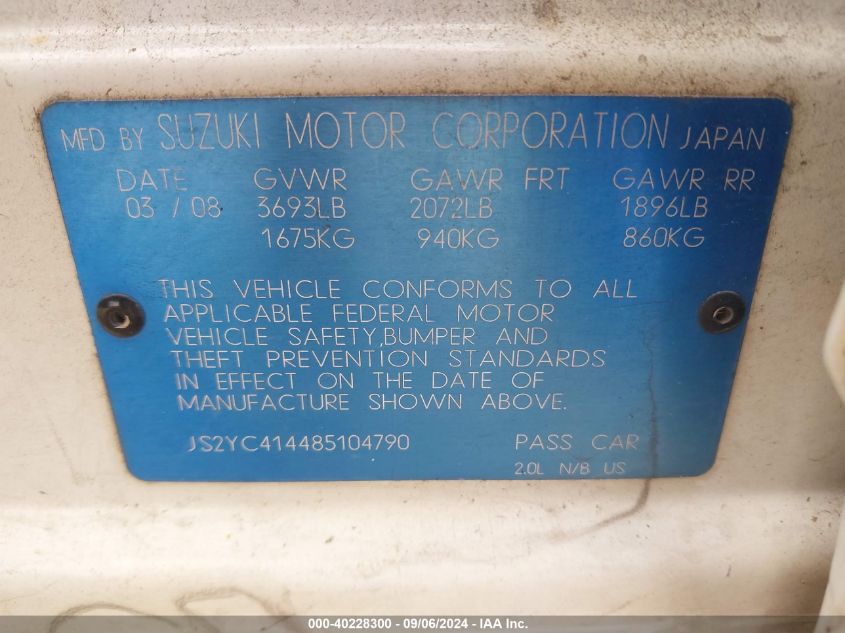 MFD BY SUZUKI MOTOR CORPORATION JAPAN
DATE GVWR GAWR FRT GAWR RR
03 / 08 3693LB 2072LB 1896LB
1675KG 940KG 860KG
THIS VEHICLE CONFORMS TO ALL
APPLICABLE FEDERAL MOTOR
VEHICLE SAFETY,BUMPER AND
THEFT PREVENTION STANDARDS
IN EFFECT ON THE DATE OF
MANUFACTURE SHOWN ABOVE.
JS2YC414485104790 PASS CAR
2.0L N/B US
000-40228300 - 09/06/2024 - IAA Inc.